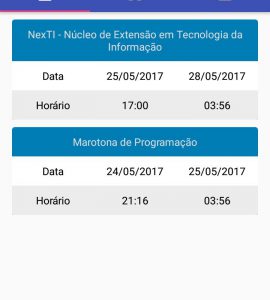 NexTI - Núcleo de Extensão em Tecnologia da
Informação
Data 25/05/2017 28/05/2017
Horário 17:00 03:56
Marotona de Programação
Data 24/05/2017 25/05/2017
Horário 21:16 03:56